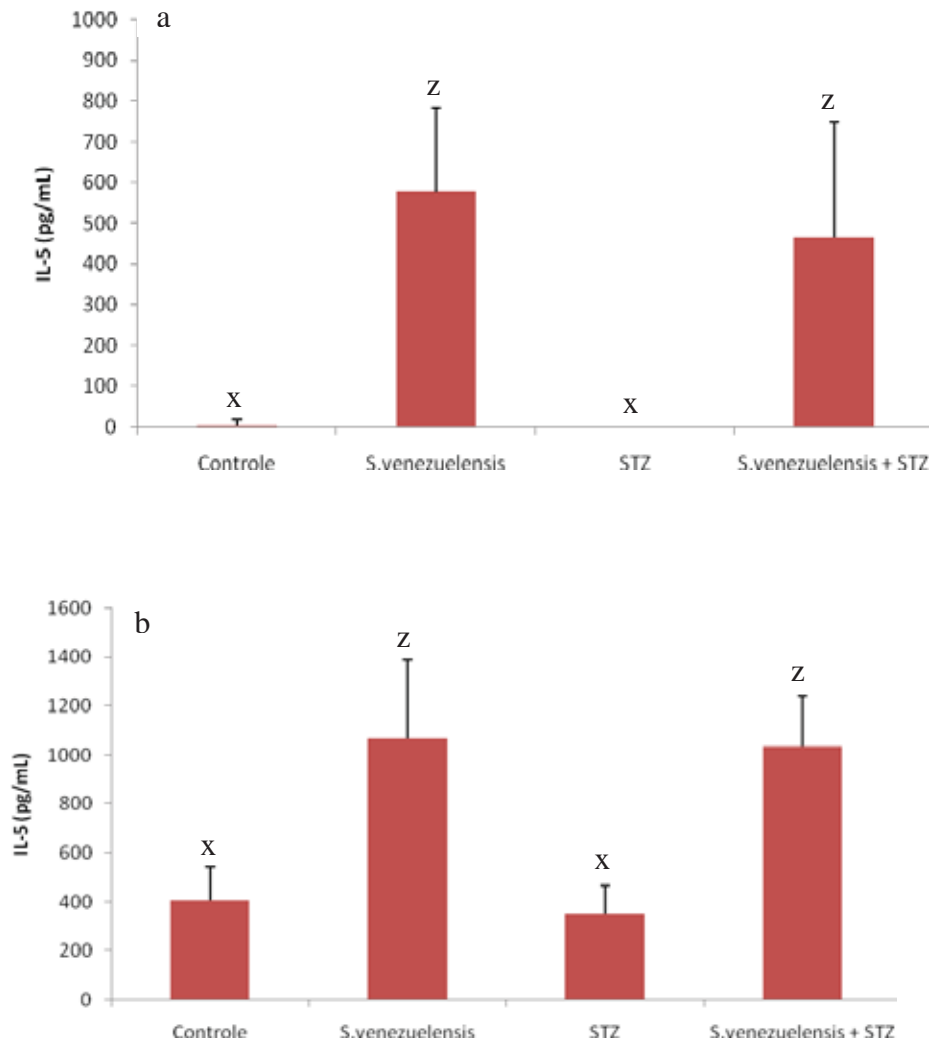 a
1000
900
800
700
600
500
400
300
200
100
0
IL-5 (pg/mL)
x
z
x
z
Controle
S.venezuelensis
STZ
S.venezuelensis + STZ
b
1600
1400
1200
1000
800
600
400
200
0
IL-5 (pg/mL)
x
z
x
z
Controle
S.venezuelensis
STZ
S.venezuelensis + STZ